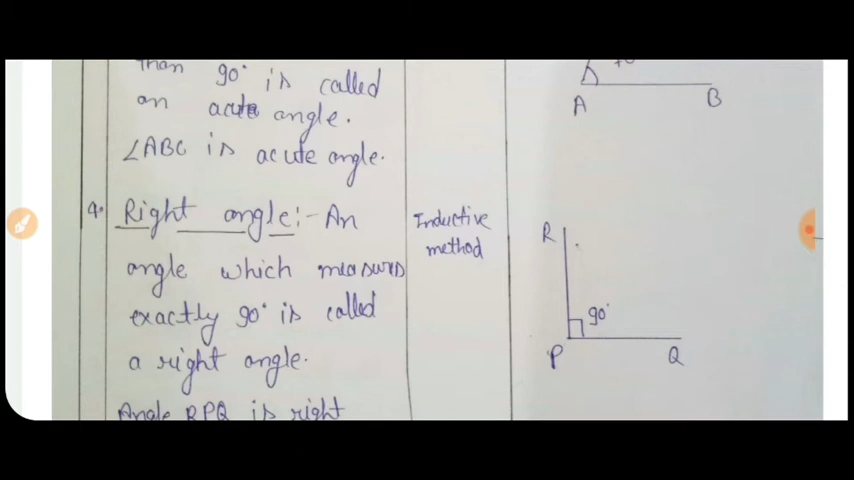 than 90° is called
an acute angle.
∠ABC is acute angle.
4. Right angle:- An
angle which measures
exactly 90° is called
a right angle.
Angle RPQ is right
Inductive
method
A B
R
90°
P Q